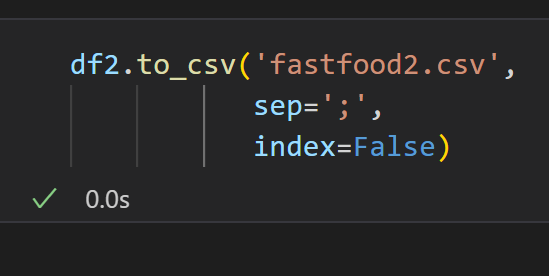 df2.to_csv('fastfood2.csv',
sep=';',
index=False)
0.0s